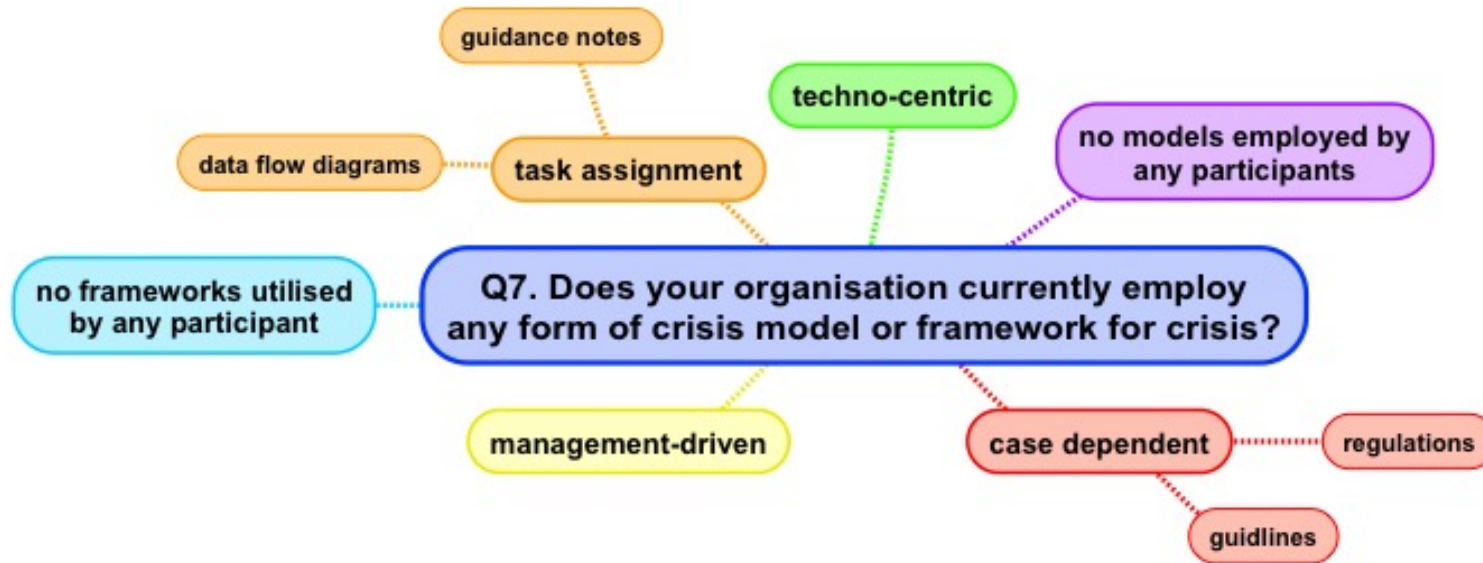 guidance notes
techno-centric
no models employed by
any participants
data flow diagrams
task assignment
no frameworks utilised
by any participant
Q7. Does your organisation currently employ
any form of crisis model or framework for crisis?
management-driven
case dependent
regulations
guidlines